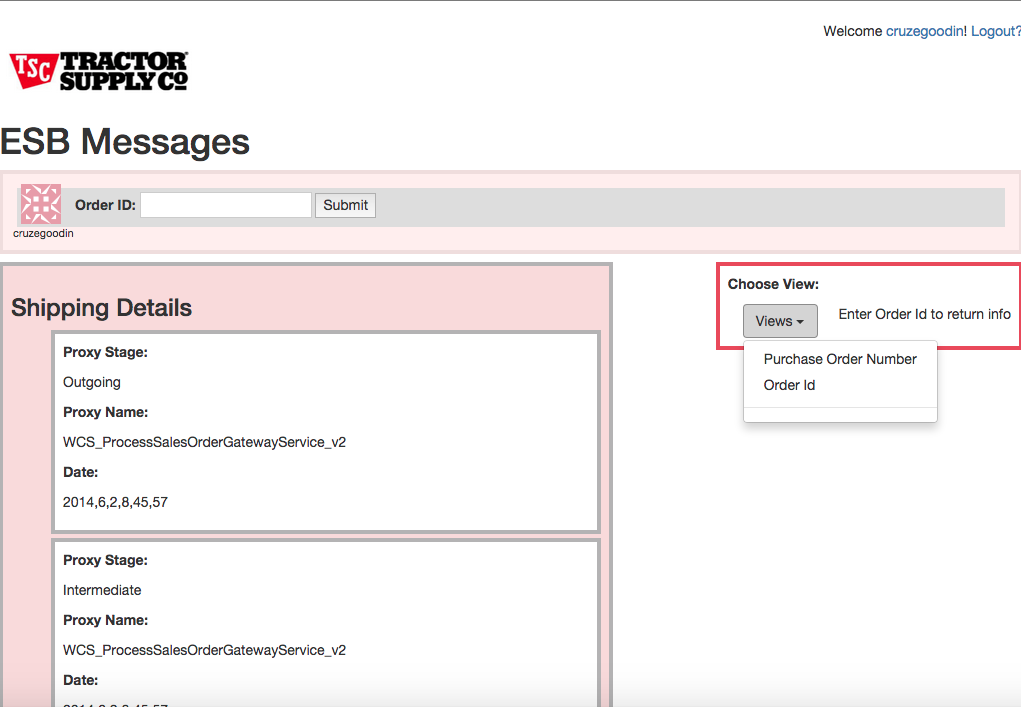 Welcome cruzegoodin! Logout?
TSC TRACTOR
SUPPLY CO
ESB Messages
Order ID: Submit
cruzegoodin
Shipping Details
Proxy Stage:
Outgoing
Proxy Name:
WCS_ProcessSalesOrderGatewayService_v2
Date:
2014,6,2,8,45,57
Proxy Stage:
Intermediate
Proxy Name:
WCS_ProcessSalesOrderGatewayService_v2
Date:
Choose View:
Views
Enter Order Id to return info
Purchase Order Number
Order Id